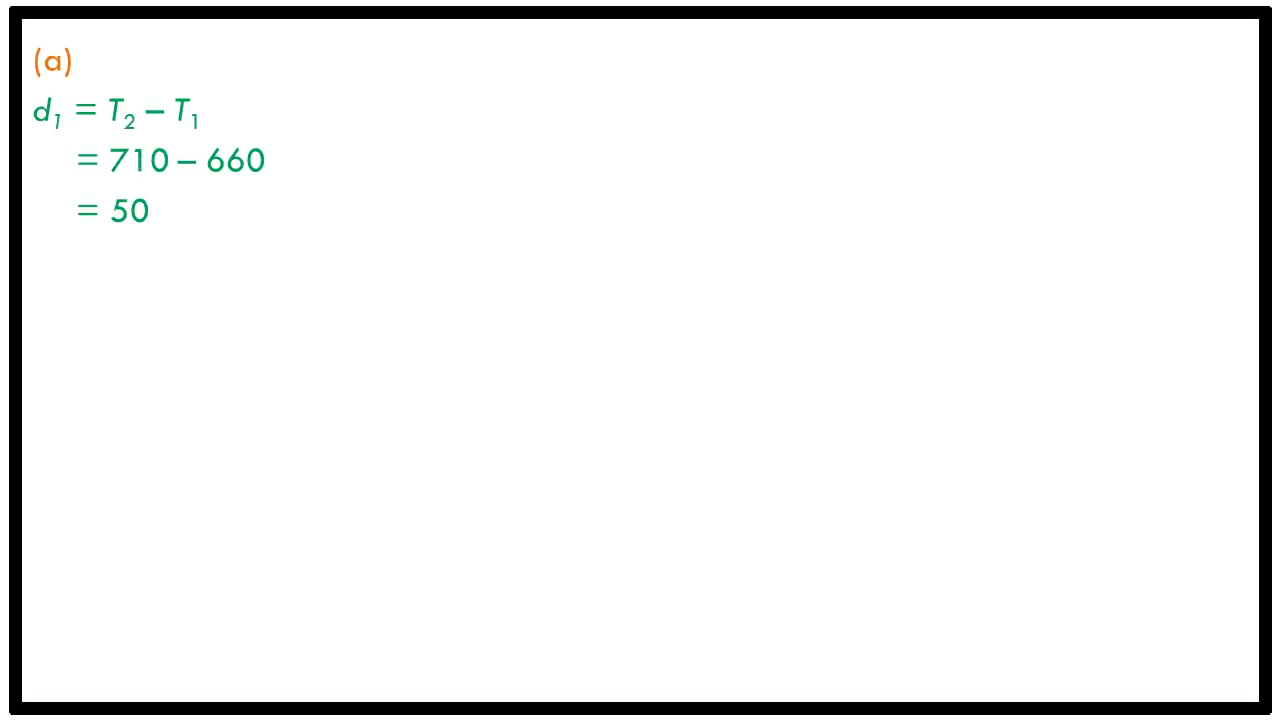 (a)
d₁ = T₂ – T₁
= 710 – 660
= 50